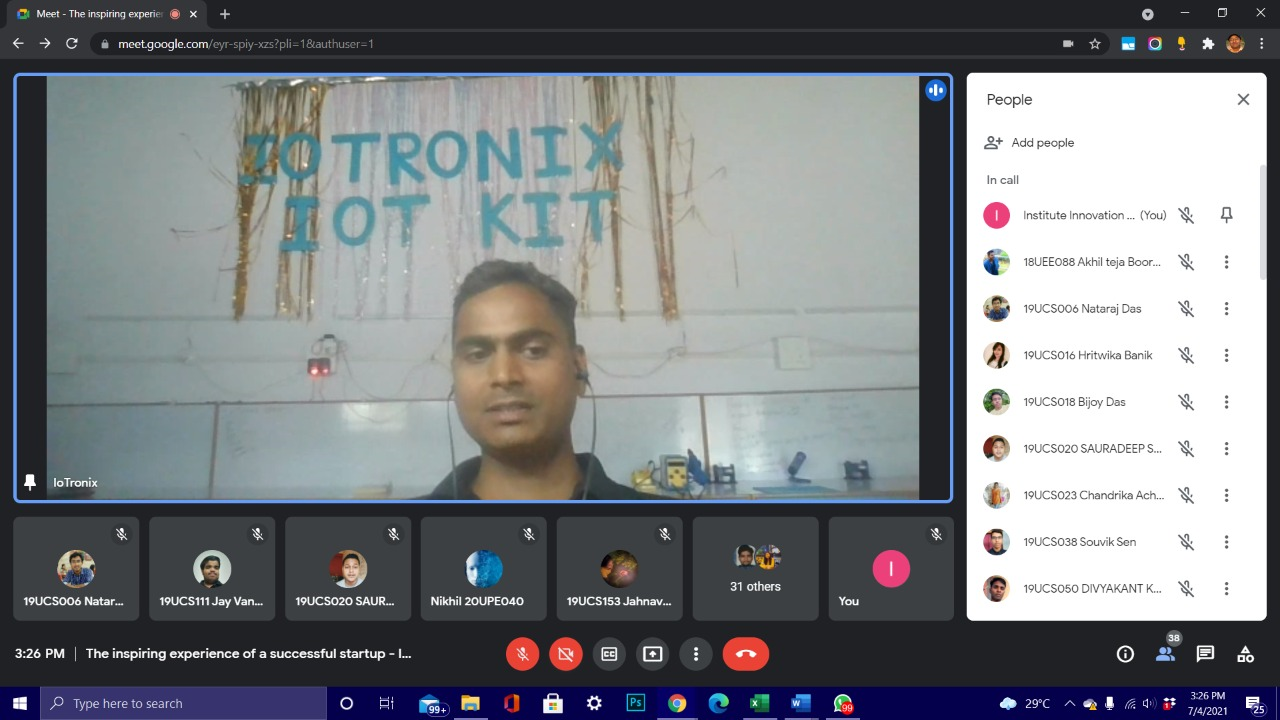 Meet - The inspiring experier
meet.google.com/eyr-spiy-xzs?pli=1&authuser=1
IOTRONIX
IOT KIT
IoTronix
People
Add people
In call
Institute Innovation ... (You)
18UEE088 Akhil teja Boor...
19UCS006 Nataraj Das
19UCS016 Hritwika Banik
19UCS018 Bijoy Das
19UCS020 SAURADEEP S...
19UCS023 Chandrika Ach...
19UCS038 Souvik Sen
19UCS050 DIVYAKANT K...
19UCS006 Natar...
19UCS111 Jay Van...
19UCS020 SAUR...
Nikhil 20UPE040
19UCS153 Jahnav...
31 others
I
You
3:26 PM | The inspiring experience of a successful startup - I...
38
Type here to search
99+
Ps
99
29°C
3:26 PM
7/4/2021
25